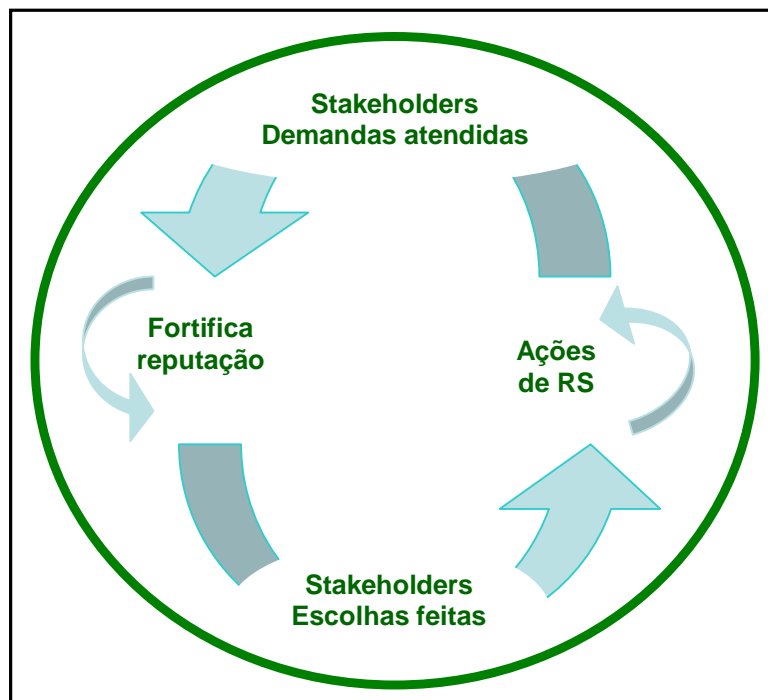 Stakeholders
Demandas atendidas
Fortifica
reputação
Ações
de RS
Stakeholders
Escolhas feitas